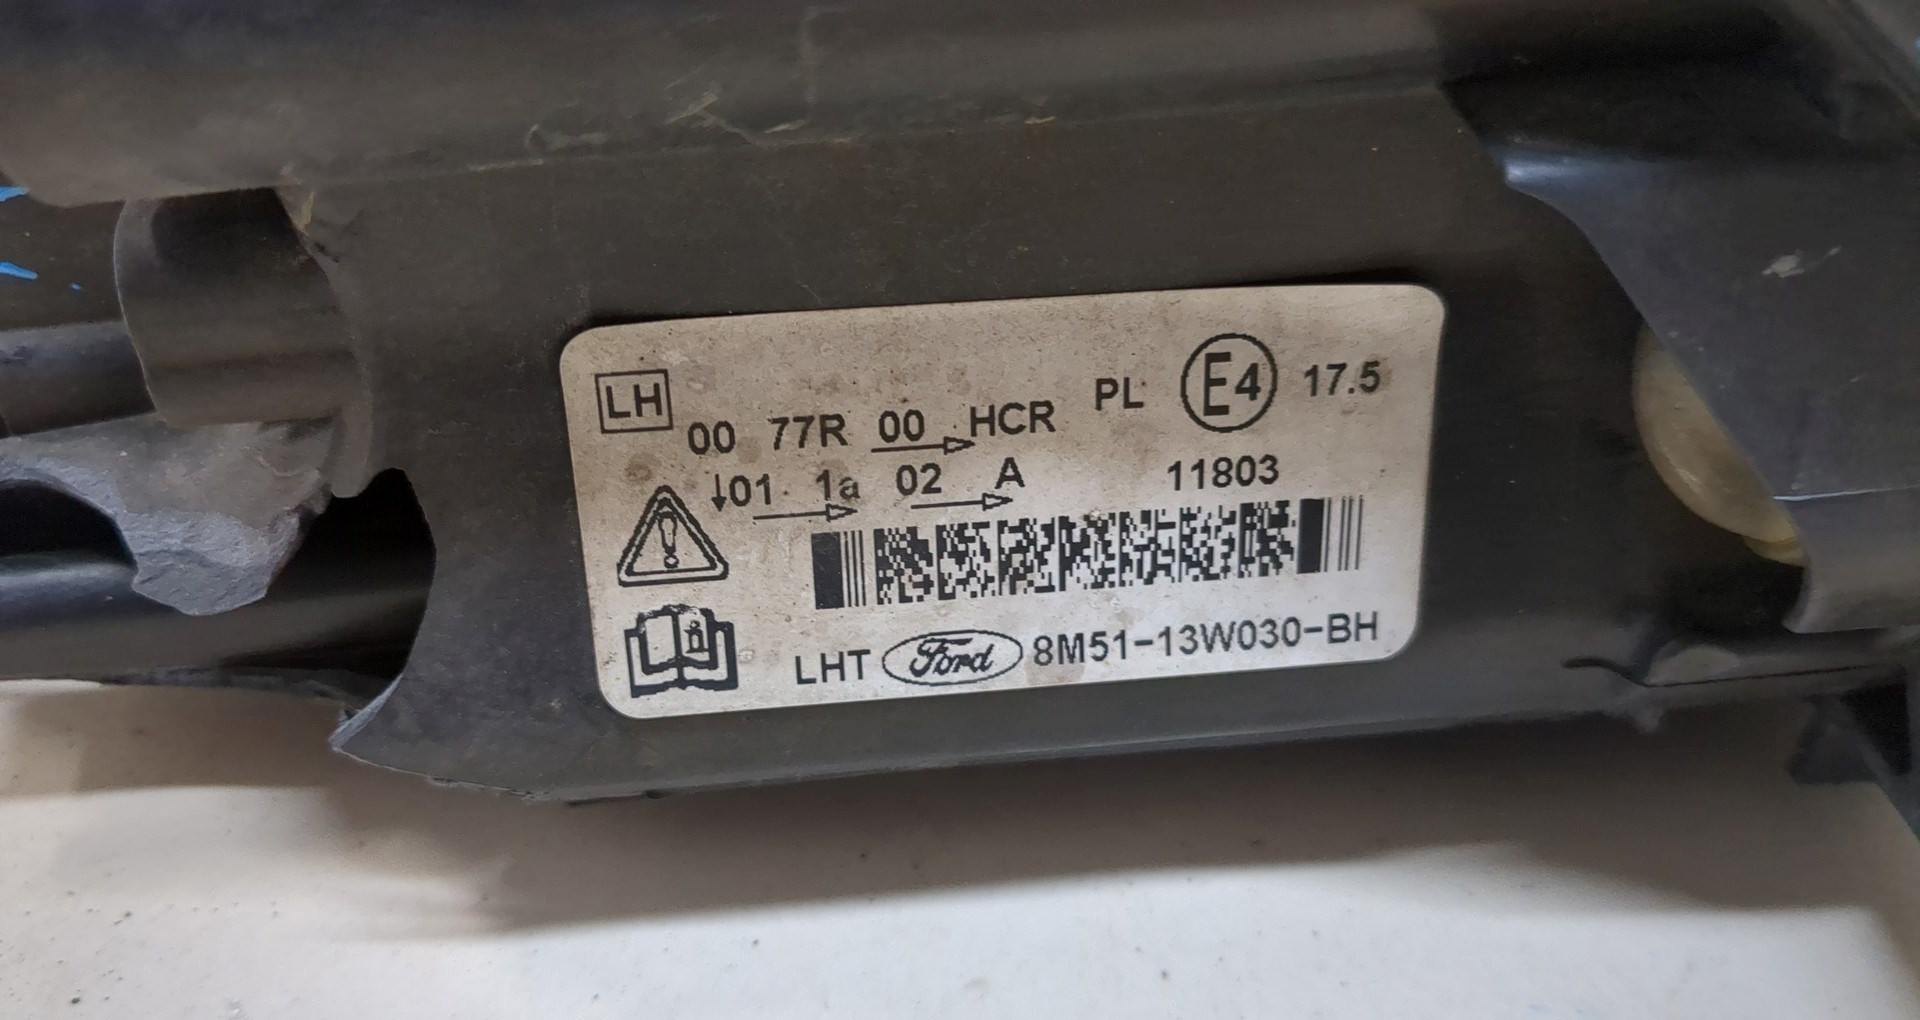 LH 00 77R 00 HCR PL E4 17.5
01 1a 02 A 11803
LHT Ford 8M51-13W030-BH